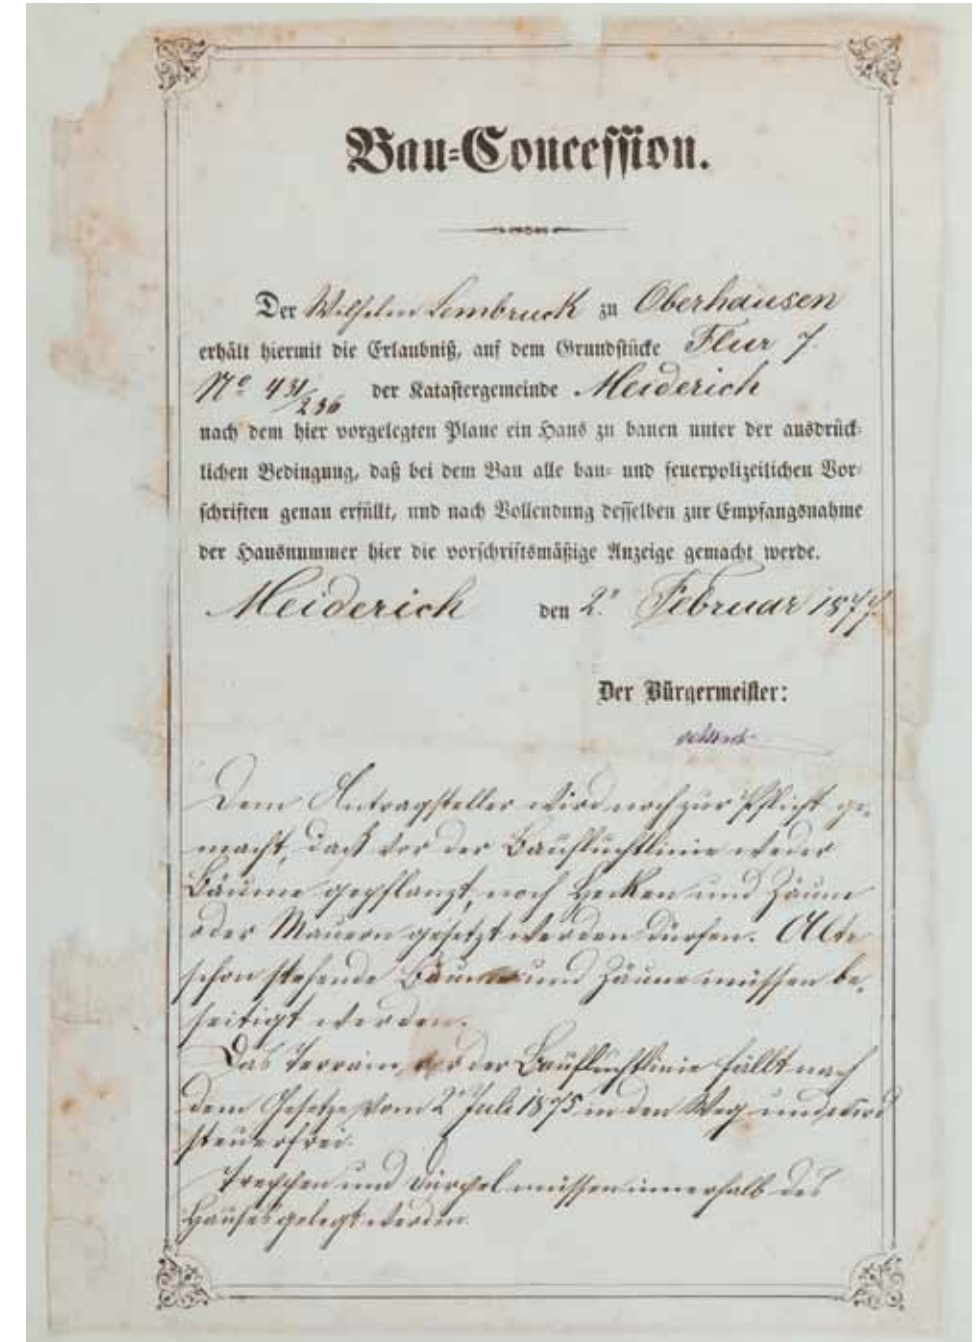 Bau-Concession.
Der Wilhelm Lembruck zu Oberhausen
erhält hiermit die Erlaubniß, auf dem Grundstücke Flur 7.
No 431/236 der Katastergemeinde Meiderich
nach dem hier vorgelegten Plane ein Haus zu bauen unter der ausdrück-
lichen Bedingung, daß bei dem Bau alle bau- und feuerpolizeilichen Vor-
schriften genau erfüllt, und nach Vollendung desselben zur Empfangsnahme
der Hausnummer hier die vorschriftsmäßige Anzeige gemacht werde.
Meiderich den 2. Februar 1877.
Der Bürgermeister:
Dem Antragsteller wird noch zur Pflicht ge-
macht, daß vor der Baufluchtlinie weder
Bäume gepflanzt, noch Hecken und Zäune
oder Mauern gesetzt werden dürfen. Alte
schon stehende Bäume und Zäune müssen be-
seitigt werden.
Das Terrain vor der Baufluchtlinie fällt nach
dem Gesetze vom 2. Juli 1875 in den Weg und wird
steuerfrei.
Treppen und Dürpel müssen innerhalb des
Hauses gelegt werden.